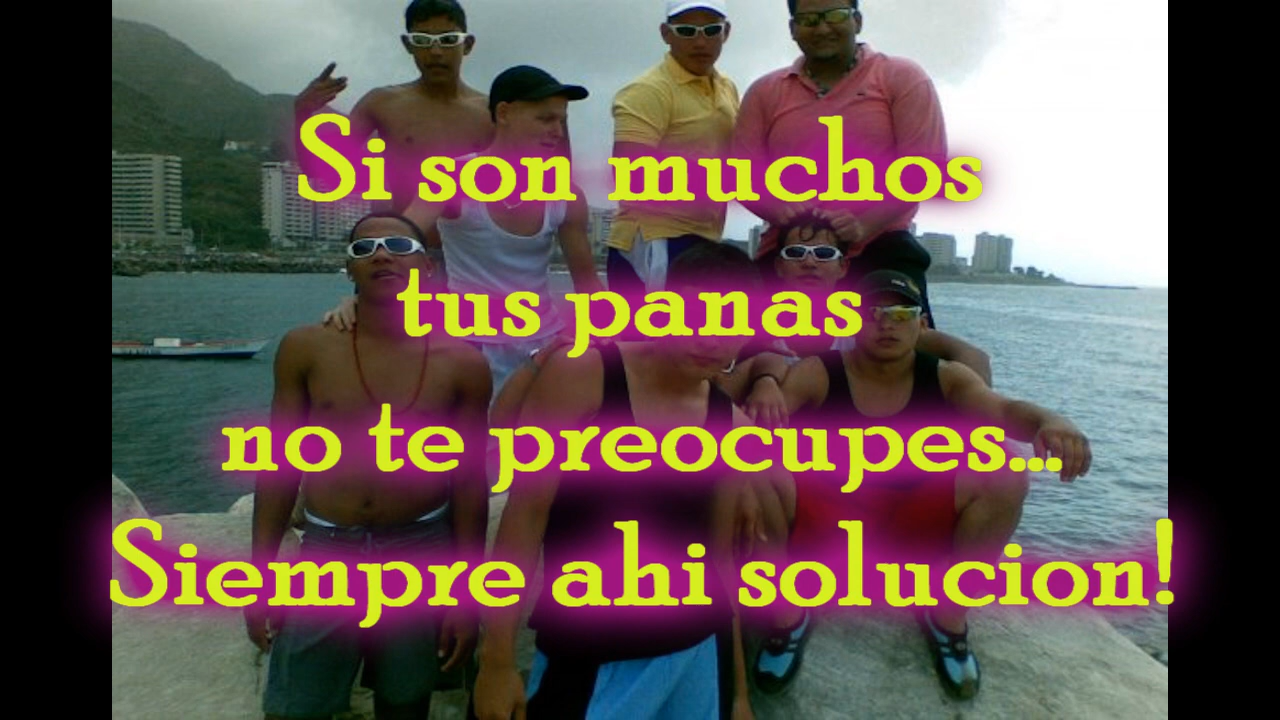 Si son muchos
tus panas
no te preocupes...
Siempre ahi solucion!